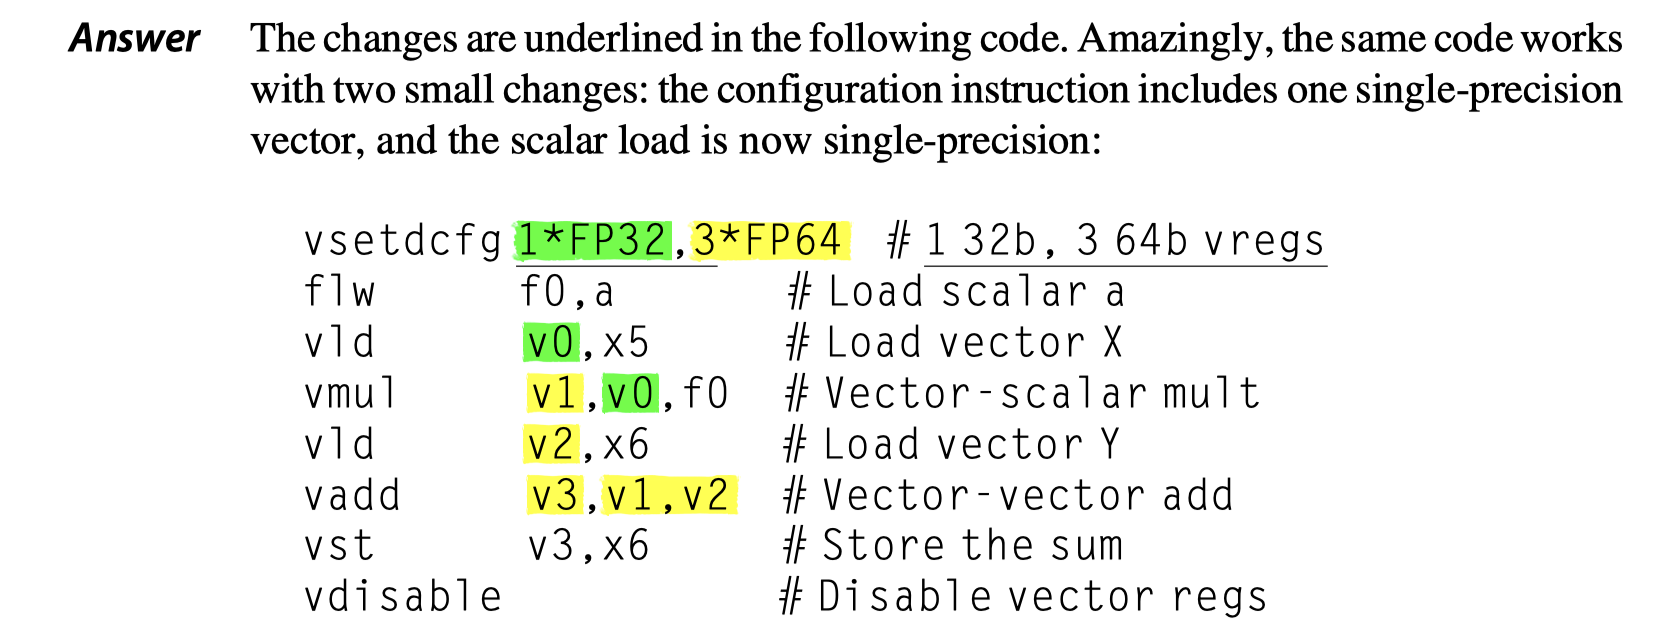 Answer The changes are underlined in the following code. Amazingly, the same code works
with two small changes: the configuration instruction includes one single-precision
vector, and the scalar load is now single-precision:
vsetdcfg 1*FP32,3*FP64 # 1 32b, 3 64b vregs
flw f0,a # Load scalar a
vld v0,x5 # Load vector X
vmul v1,v0,f0 # Vector-scalar mult
vld v2,x6 # Load vector Y
vadd v3,v1,v2 # Vector-vector add
vst v3,x6 # Store the sum
vdisable # Disable vector regs